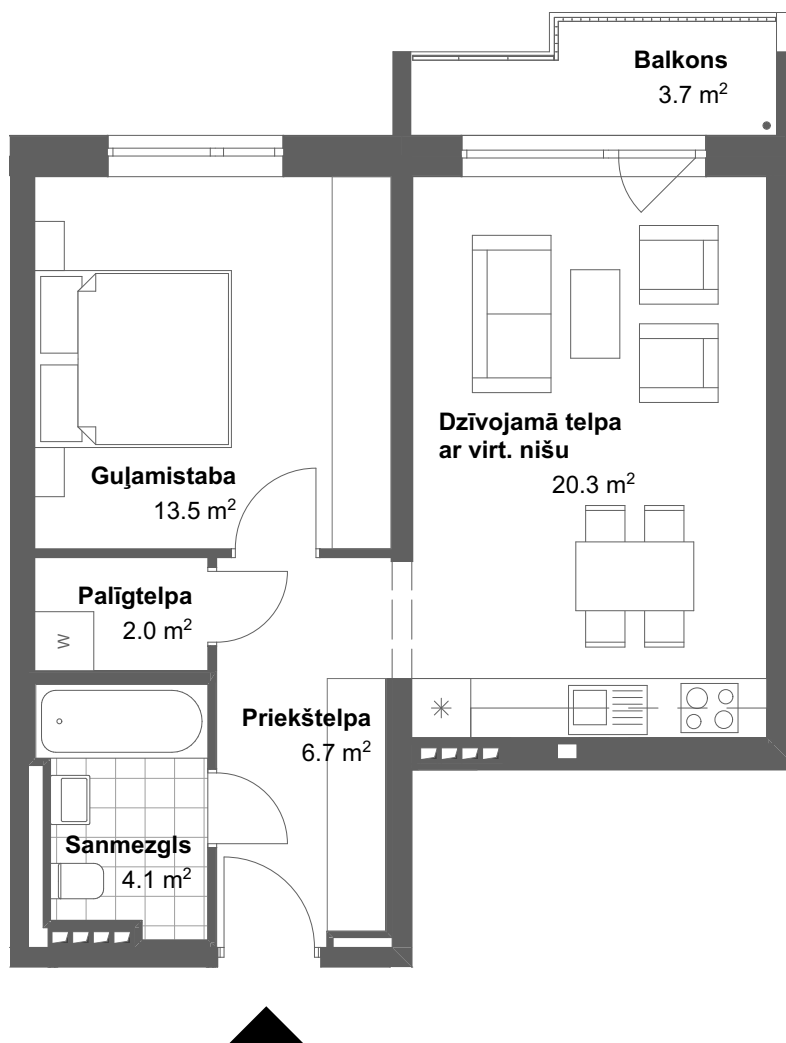 Balkons
3.7 m²
Dzīvojamā telpa
ar virt. nišu
20.3 m²
Guļamistaba
13.5 m²
Palīgtelpa
2.0 m²
W
Priekštelpa
6.7 m²
Sanmezgls
4.1 m²